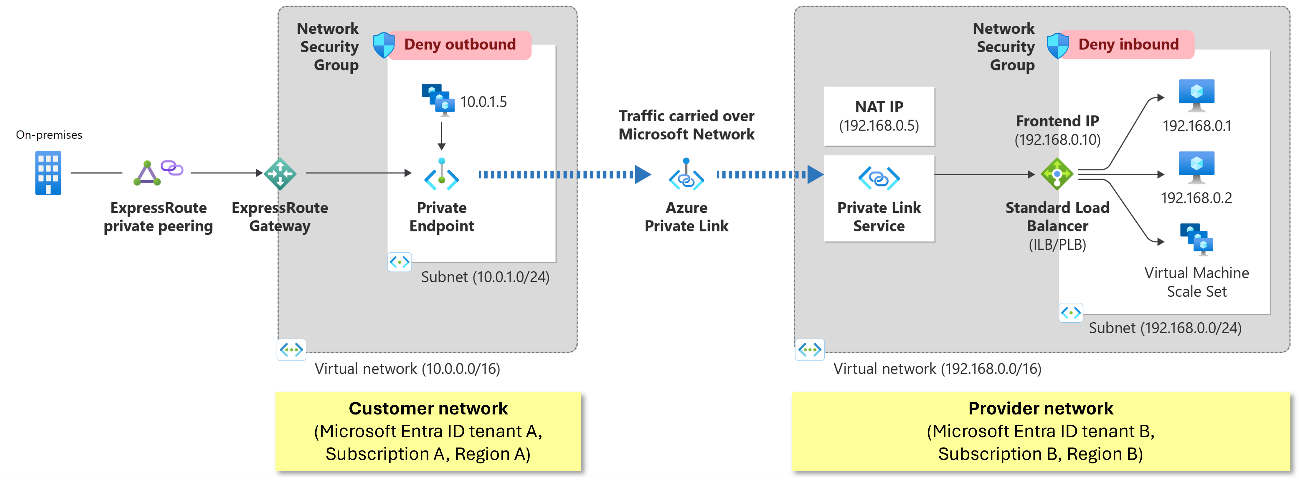 On-premises
ExpressRoute
private peering
ExpressRoute
Gateway
Network
Security
Group
Deny outbound
10.0.1.5
Private
Endpoint
Subnet (10.0.1.0/24)
Virtual network (10.0.0.0/16)
Customer network
(Microsoft Entra ID tenant A,
Subscription A, Region A)
Traffic carried over
Microsoft Network
Azure
Private Link
NAT IP
(192.168.0.5)
Private Link
Service
Network
Security
Group
Deny inbound
Frontend IP
(192.168.0.10)
Standard Load
Balancer
(ILB/PLB)
192.168.0.1
192.168.0.2
Virtual Machine
Scale Set
Subnet (192.168.0.0/24)
Virtual network (192.168.0.0/16)
Provider network
(Microsoft Entra ID tenant B,
Subscription B, Region B)